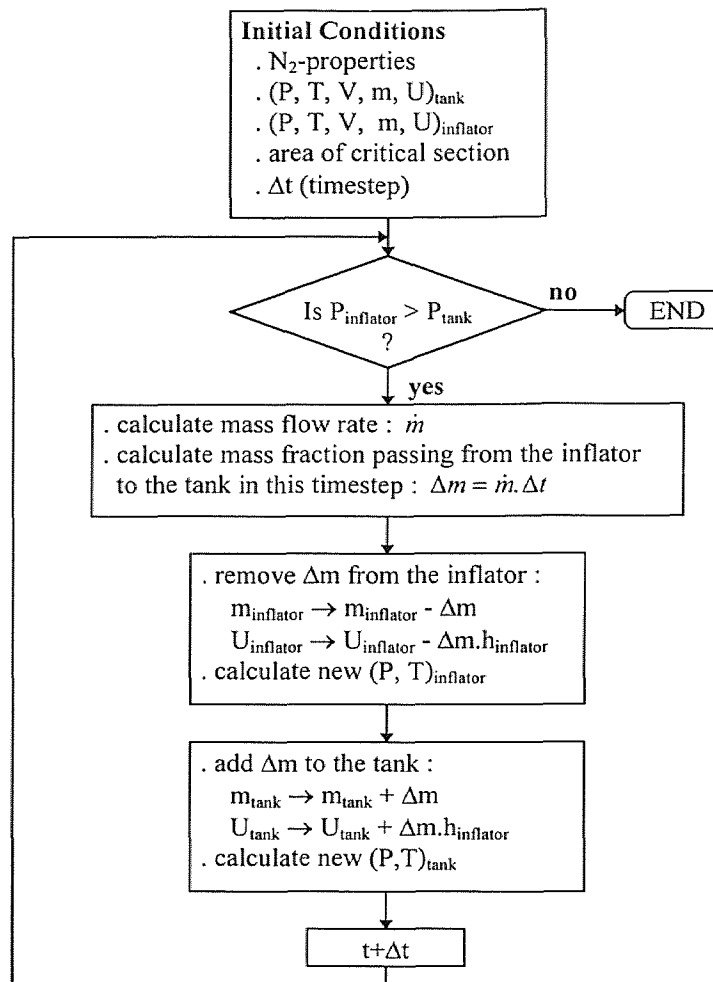 Initial Conditions
. N₂-properties
. (P, T, V, m, U)tank
. (P, T, V, m, U)inflator
. area of critical section
. Δt (timestep)
Is Pinflator > Ptank
?
no
END
yes
. calculate mass flow rate : ṁ
. calculate mass fraction passing from the inflator
to the tank in this timestep : Δm = ṁ. Δt
. remove Δm from the inflator :
minflator → minflator - Δm
Uinflator → Uinflator - Δm.hinflator
. calculate new (P, T)inflator
. add Δm to the tank :
mtank → mtank + Δm
Utank → Utank + Δm.hinflator
. calculate new (P,T)tank
t+Δt